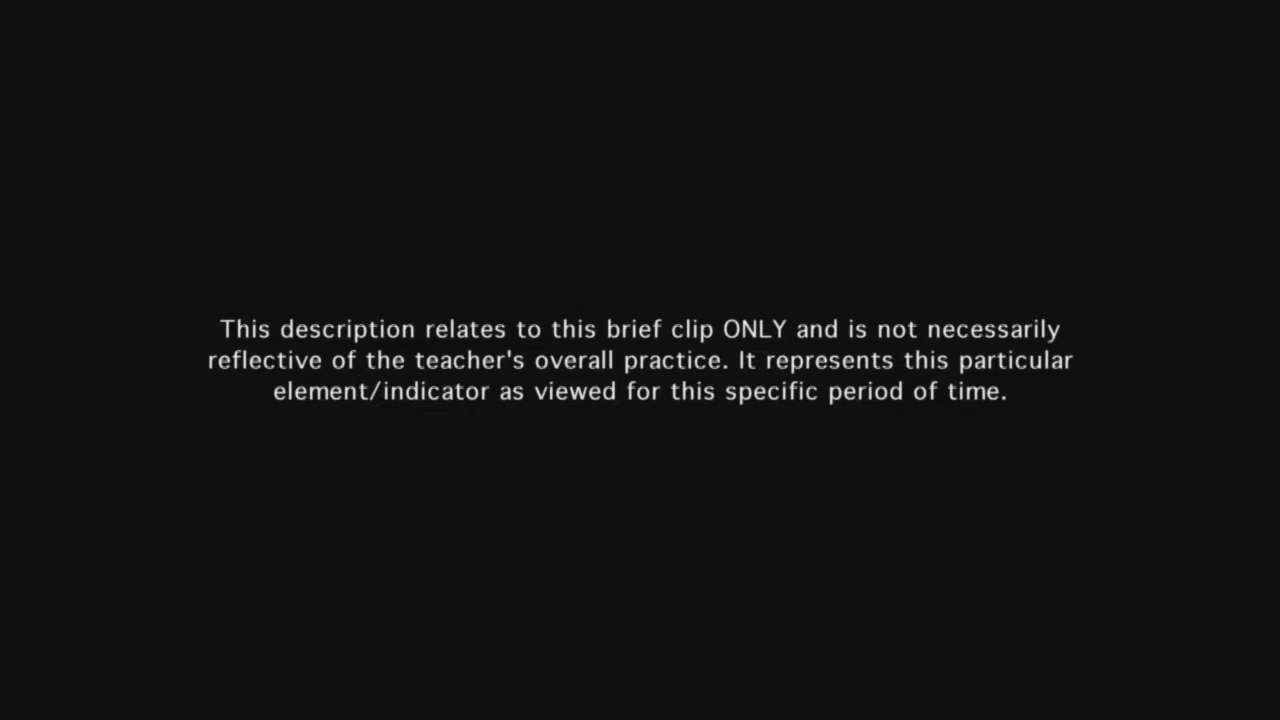 This description relates to this brief clip ONLY and is not necessarily
reflective of the teacher's overall practice. It represents this particular
element/indicator as viewed for this specific period of time.